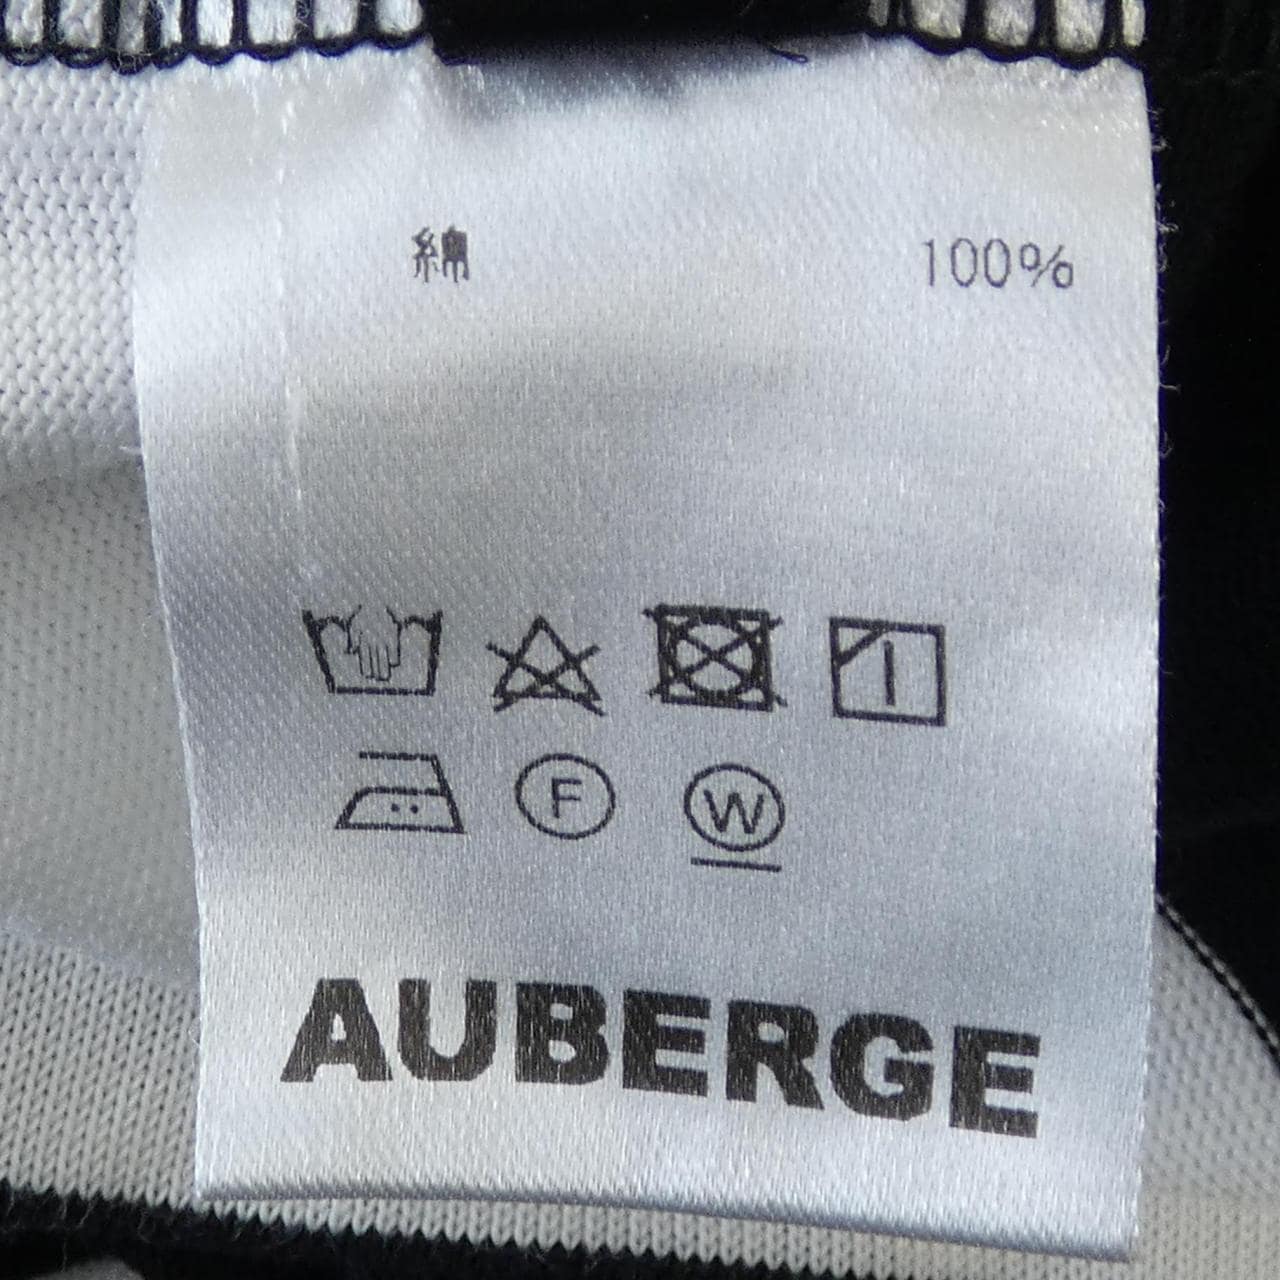 綿 100%
F W
AUBERGE